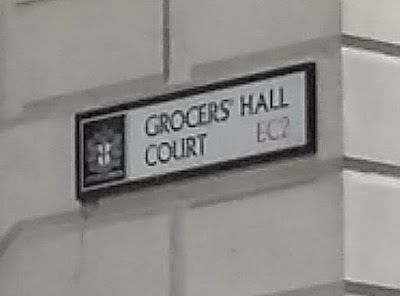 GROCERS' HALL
COURT EC2